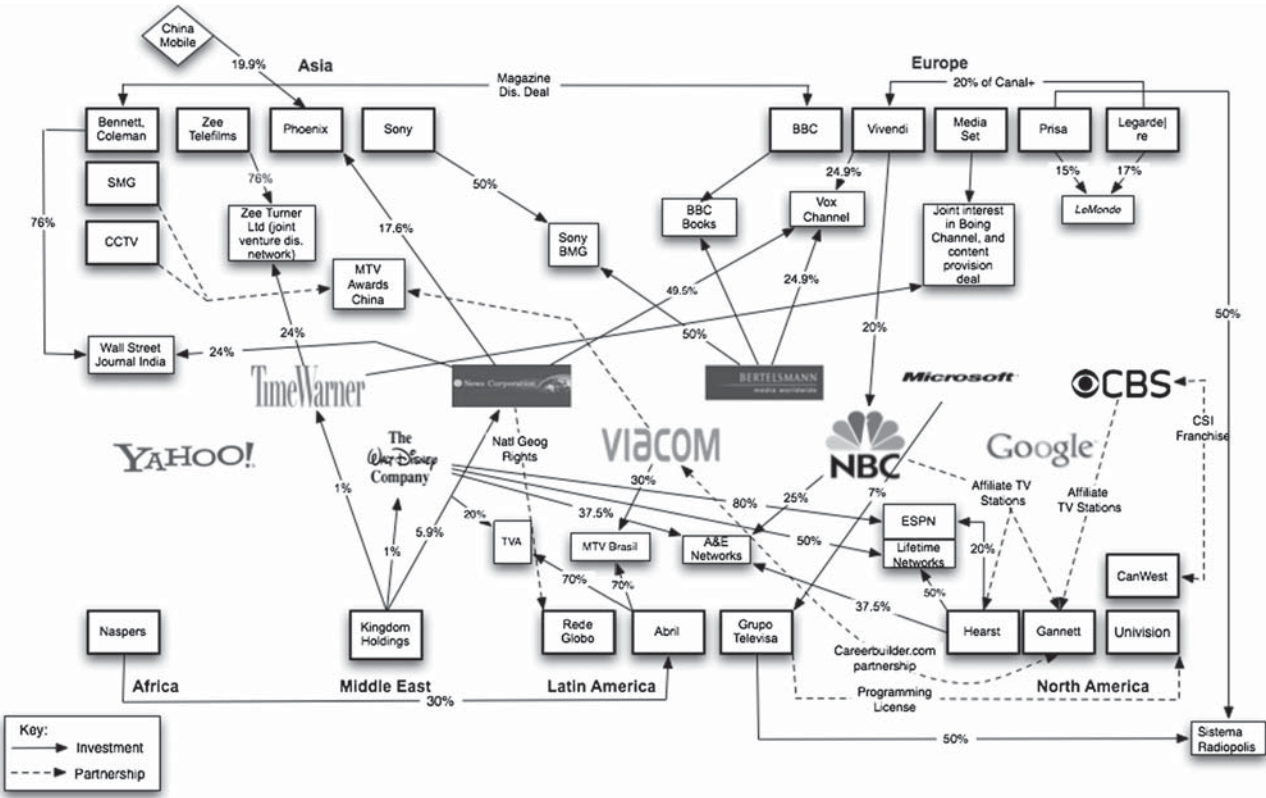 China
Mobile
19.9%
Asia
Europe
Magazine
Dis. Deal
20% of Canal+
Bennett,
Coleman
Zee
Telefilms
Phoenix
Sony
BBC
Vivendi
Media
Set
Prisa
Legarde|
re
SMG
76%
50%
24.9%
15%
17%
76%
CCTV
Zee Turner
Ltd (joint
venture dis.
network)
17.6%
Sony
BMG
BBC
Books
Vox
Channel
Joint interest
in Boing
Channel, and
content
provision
deal
LeMonde
MTV
Awards
China
49.5%
24.9%
24%
50%
20%
50%
Wall Street
Journal India
24%
TimeWarner
News Corporation
BERTELSMANN
media worldwide
Microsoft
CBS
CSI
Franchise
YAHOO!
The
Walt Disney
Company
Natl Geog
Rights
VIACOM
NBC
Google
1%
30%
7%
Affiliate TV
Stations
Affiliate
TV Stations
80%
25%
20%
37.5%
50%
ESPN
20%
1%
5.9%
TVA
MTV Brasil
A&E
Networks
Lifetime
Networks
CanWest
70%
70%
50%
37.5%
Naspers
Kingdom
Holdings
Rede
Globo
Abril
Grupo
Televisa
Hearst
Gannett
Univision
Careerbuilder.com
partnership
Africa
Middle East
Latin America
North America
30%
Programming
License
Key:
Investment
Partnership
50%
Sistema
Radiopolis